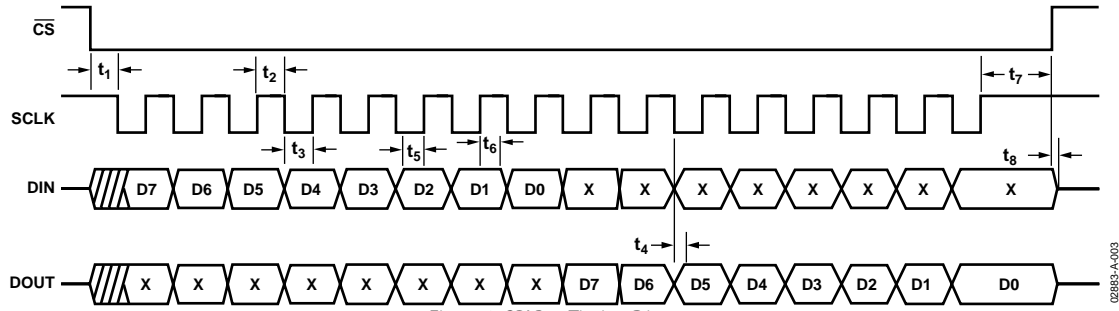 CS
t1
t2
t7
SCLK
t3
t5
t6
t8
DIN
D7 D6 D5 D4 D3 D2 D1 D0 X X X X X X X X
t4
DOUT
X X X X X X X X D7 D6 D5 D4 D3 D2 D1 D0
02883-A-003